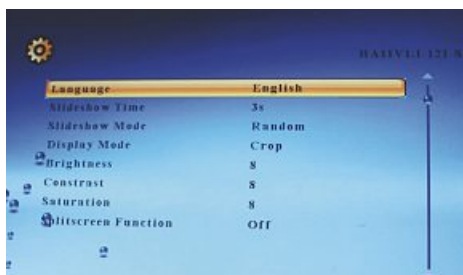 Language English
Slideshow Time 3s
Slideshow Mode Random
Display Mode Crop
Brightness 8
Constrast 8
Saturation 8
Splitscreen Function Off